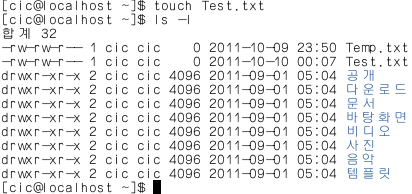 [cic@localhost ~]$ touch Test.txt
[cic@localhost ~]$ ls -l
합계 32
-rw-rw-r-- 1 cic cic    0 2011-10-09 23:50 Temp.txt
-rw-rw-r-- 1 cic cic    0 2011-10-10 00:07 Test.txt
drwxr-xr-x 2 cic cic 4096 2011-09-01 05:04 공개
drwxr-xr-x 2 cic cic 4096 2011-09-01 05:04 다운로드
drwxr-xr-x 2 cic cic 4096 2011-09-01 05:04 문서
drwxr-xr-x 2 cic cic 4096 2011-09-01 05:04 바탕화면
drwxr-xr-x 2 cic cic 4096 2011-09-01 05:04 비디오
drwxr-xr-x 2 cic cic 4096 2011-09-01 05:04 사진
drwxr-xr-x 2 cic cic 4096 2011-09-01 05:04 음악
drwxr-xr-x 2 cic cic 4096 2011-09-01 05:04 템플릿
[cic@localhost ~]$